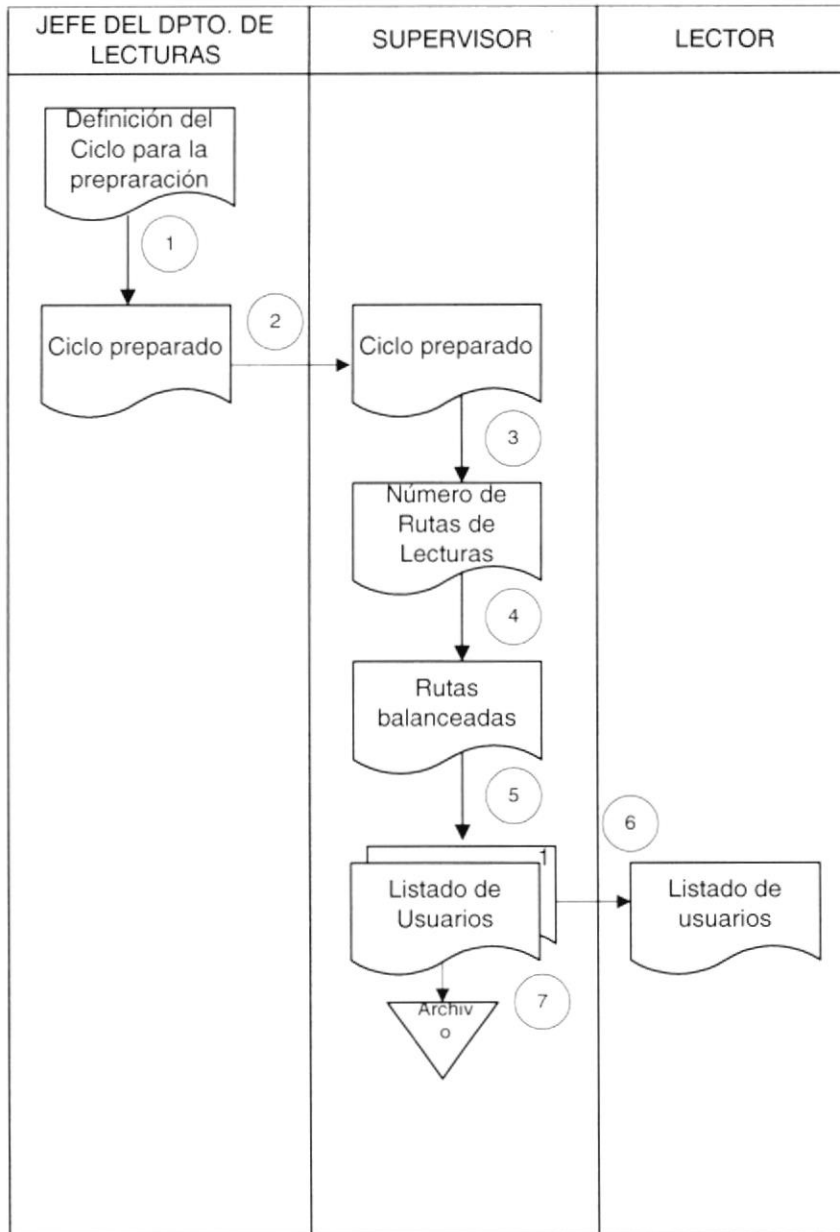 JEFE DEL DPTO. DE
LECTURAS
SUPERVISOR
LECTOR
Definición del
Ciclo para la
prepraración
1
Ciclo preparado
2
Ciclo preparado
3
Número de
Rutas de
Lecturas
4
Rutas
balanceadas
5
6
1
Listado de
Usuarios
Listado de
usuarios
7
Archiv
o